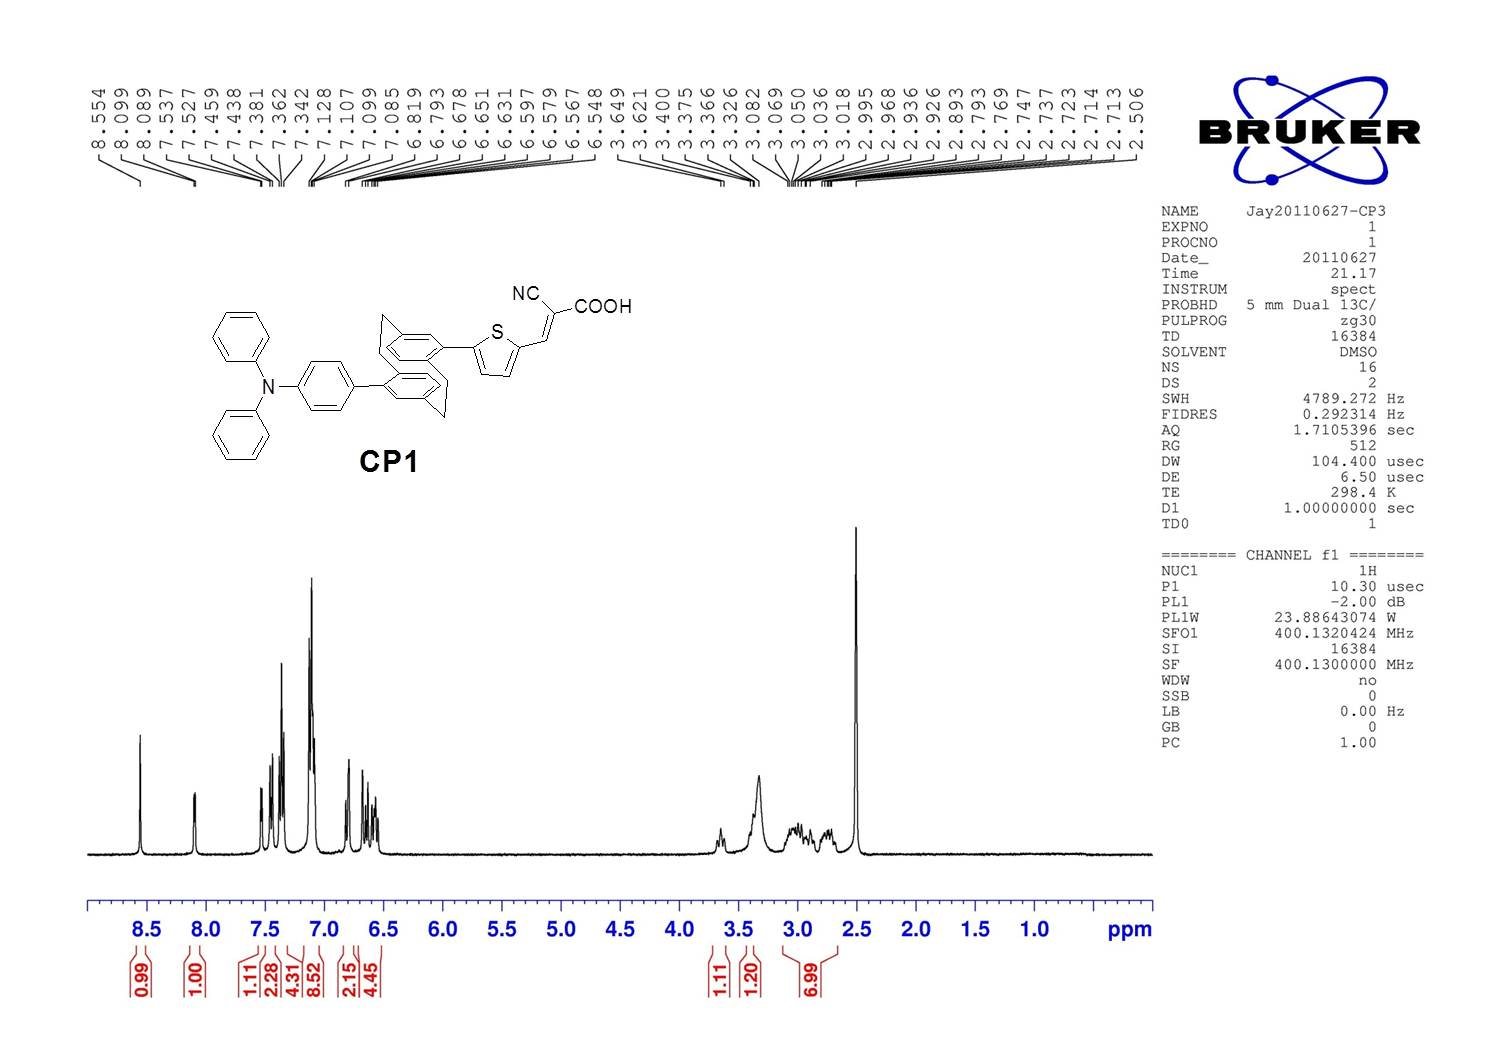 8.554
8.099
8.089
7.537
7.527
7.459
7.438
7.381
7.362
7.342
7.128
7.107
7.099
7.085
6.819
6.793
6.678
6.651
6.631
6.597
6.579
6.567
6.548
3.649
3.621
3.400
3.375
3.366
3.326
3.082
3.069
3.050
3.036
3.018
2.995
2.968
2.936
2.926
2.893
2.793
2.769
2.747
2.737
2.723
2.714
2.713
2.506
BRUKER
NAME Jay20110627-CP3
EXPNO 1
PROCNO 1
Date_ 20110627
Time 21.17
INSTRUM spect
PROBHD 5 mm Dual 13C/
PULPROG zg30
TD 16384
SOLVENT DMSO
NS 16
DS 2
SWH 4789.272 Hz
FIDRES 0.292314 Hz
AQ 1.7105396 sec
RG 512
DW 104.400 usec
DE 6.50 usec
TE 298.4 K
D1 1.00000000 sec
TD0 1
======== CHANNEL f1 ========
NUC1 1H
P1 10.30 usec
PL1 -2.00 dB
PL1W 23.88643074 W
SFO1 400.1320424 MHz
SI 16384
SF 400.1300000 MHz
WDW no
SSB 0
LB 0.00 Hz
GB 0
PC 1.00
NC
COOH
S
N
CP1
8.5 8.0 7.5 7.0 6.5 6.0 5.5 5.0 4.5 4.0 3.5 3.0 2.5 2.0 1.5 1.0 ppm
0.99
1.00
1.11
2.28
4.31
8.52
2.15
4.45
1.11
1.20
6.99